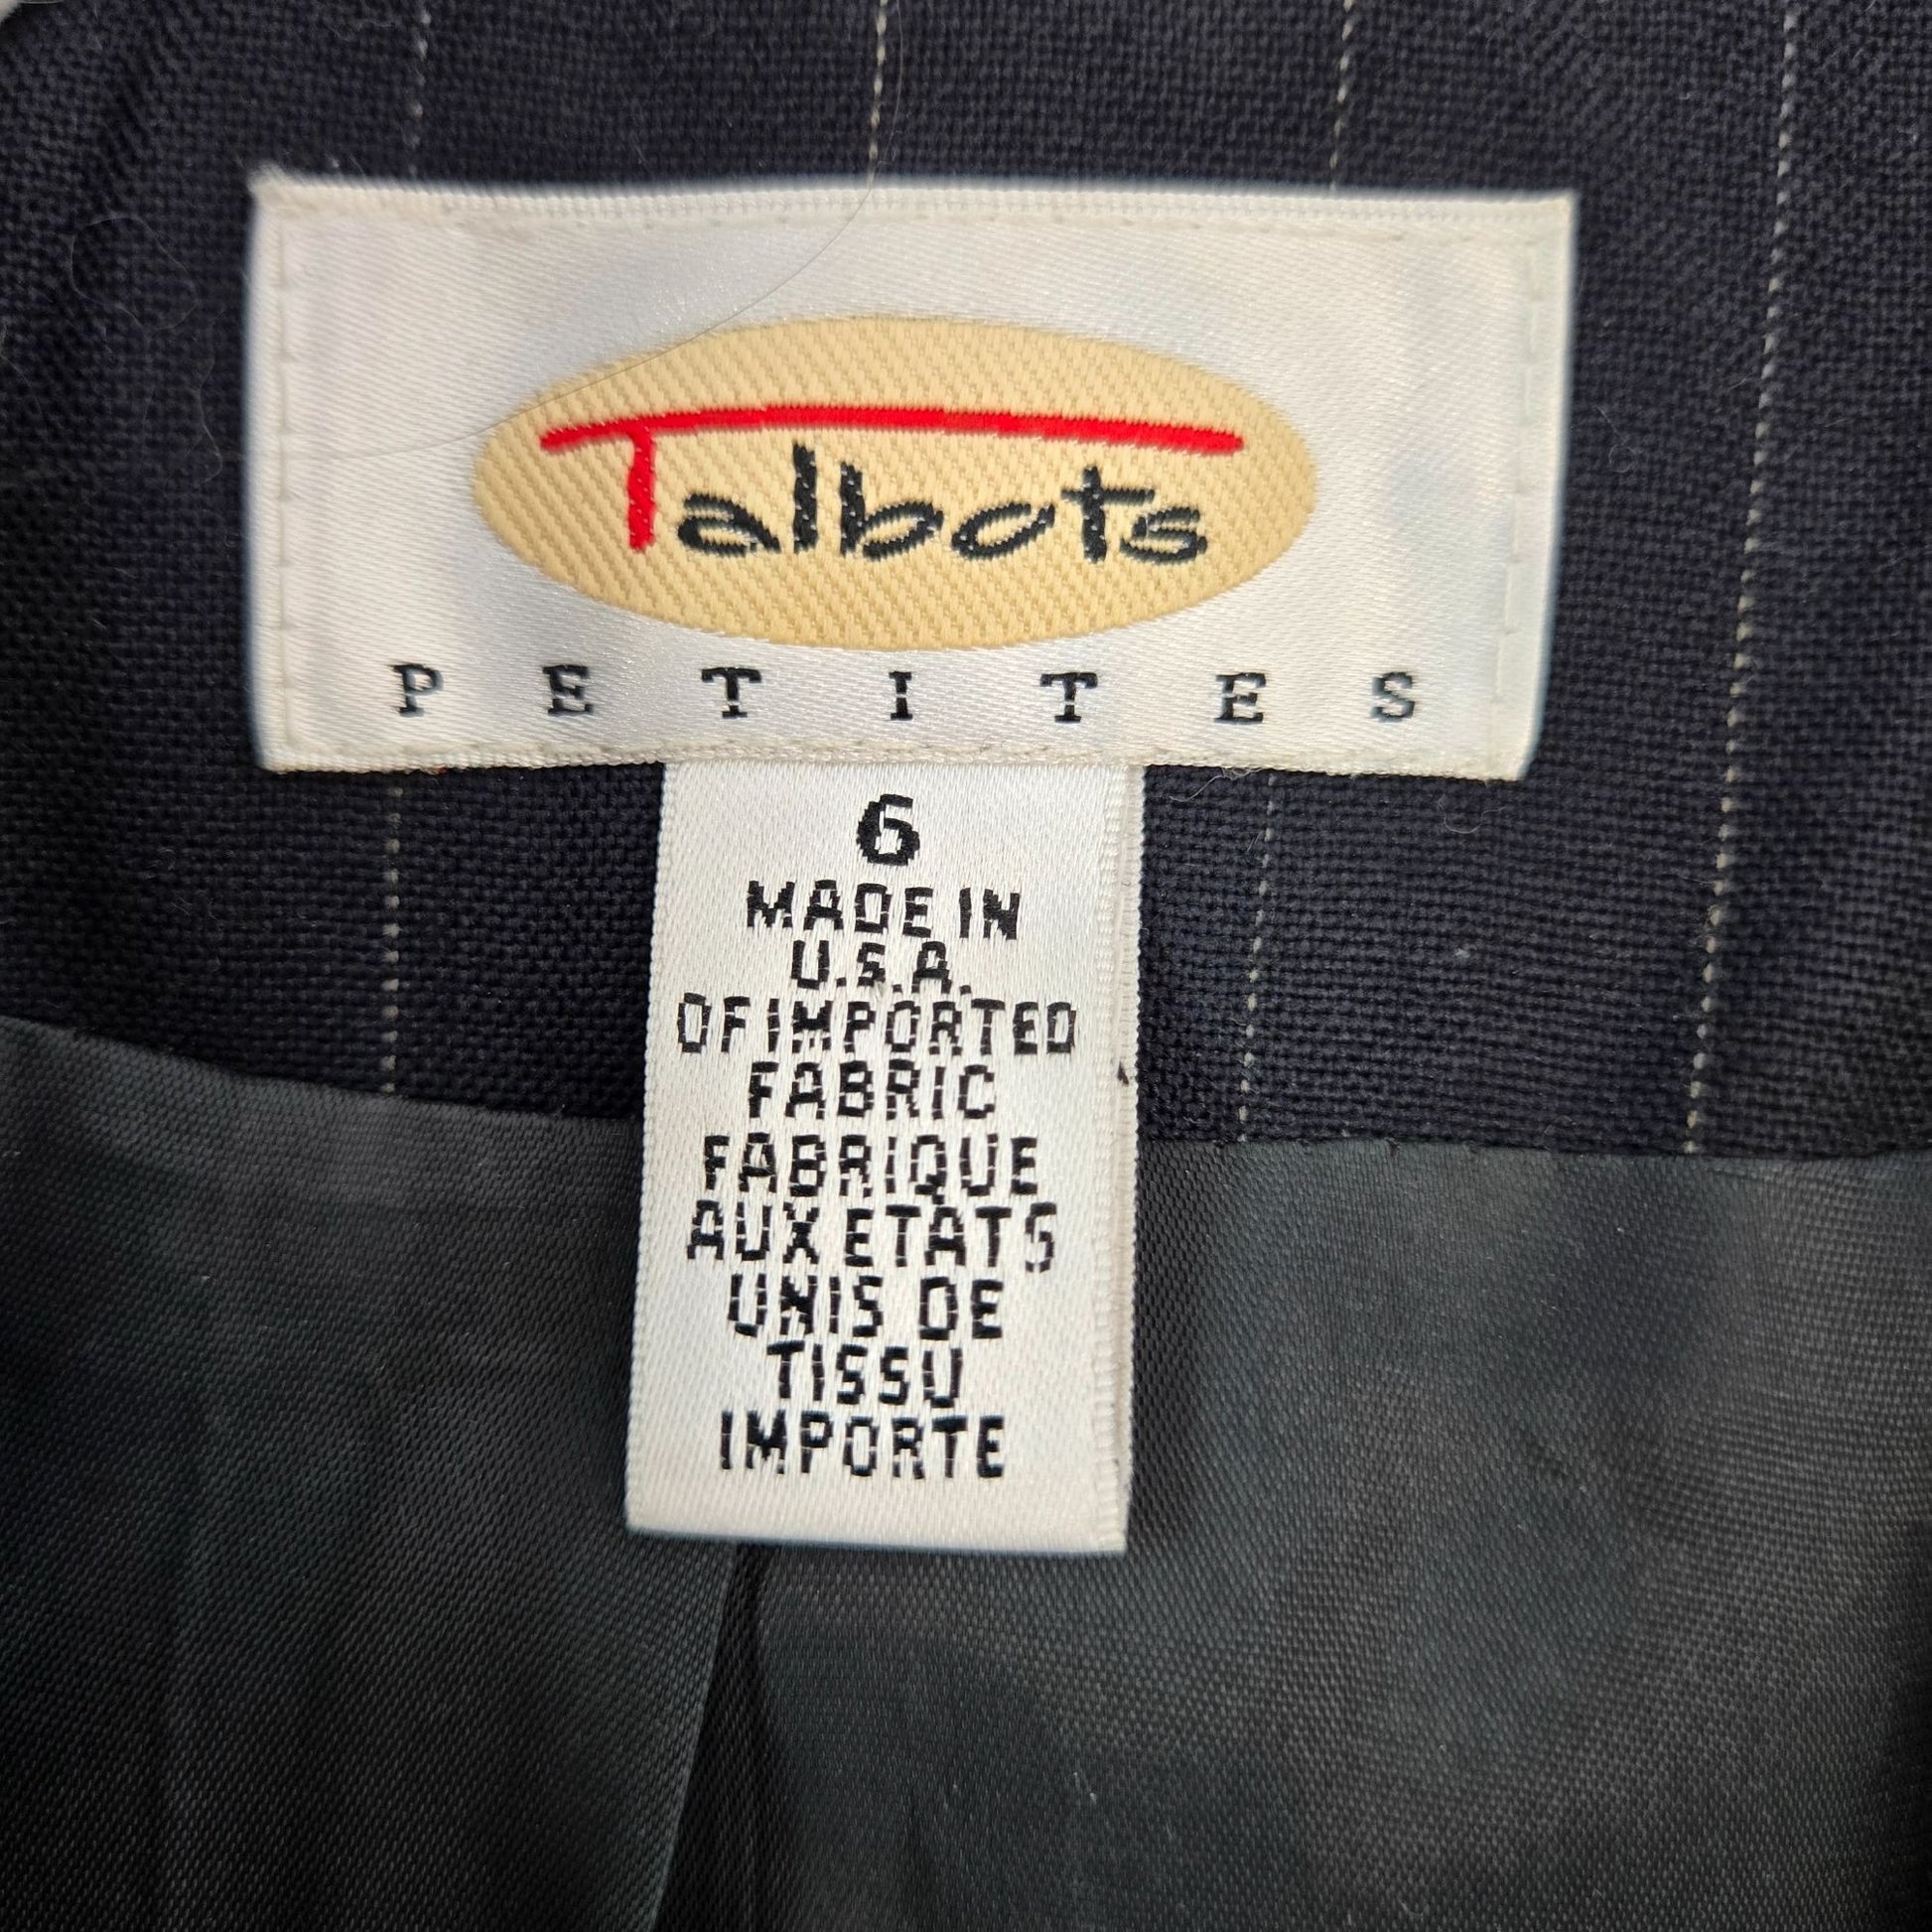 Talbots
PETITES
6
MADE IN
U.S.A.
OF IMPORTED
FABRIC
FABRIQUE
AUX ETATS
UNIS DE
TISSU
IMPORTE